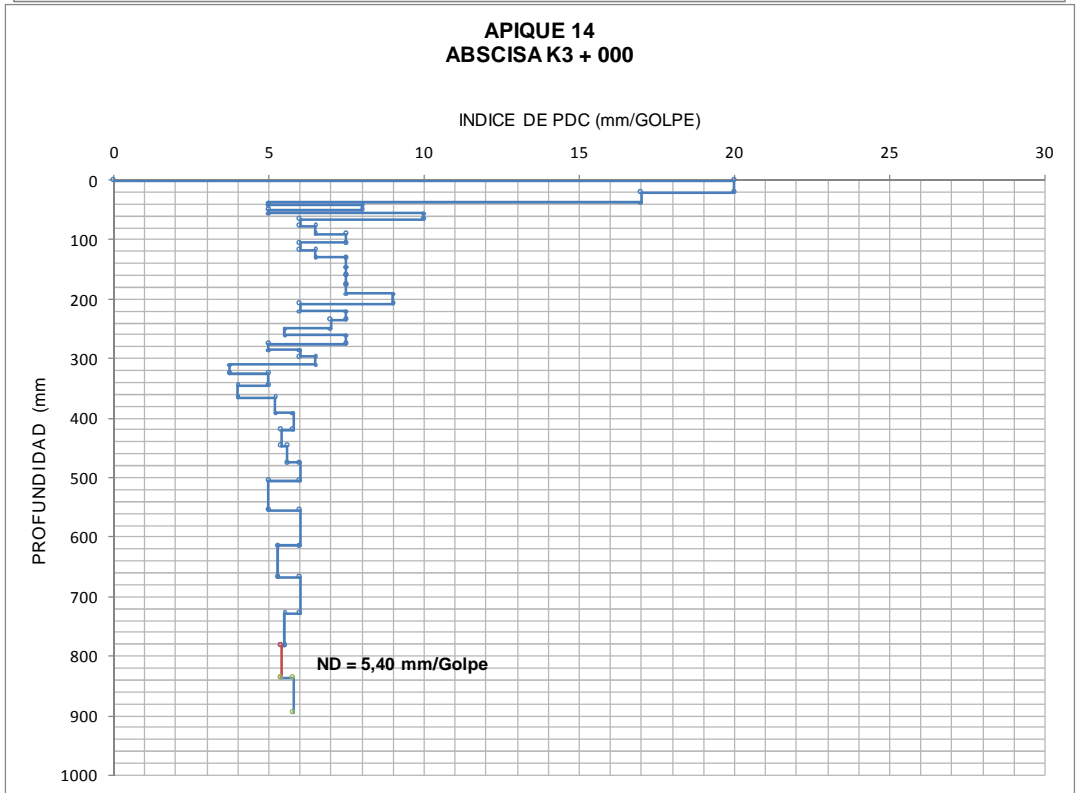 APIQUE 14
ABSCISA K3 + 000
INDICE DE PDC (mm/GOLPE)
0 5 10 15 20 25 30
0
100
200
300
400
500
600
700
800
900
1000
PROFUNDIDAD (mm
ND = 5,40 mm/Golpe